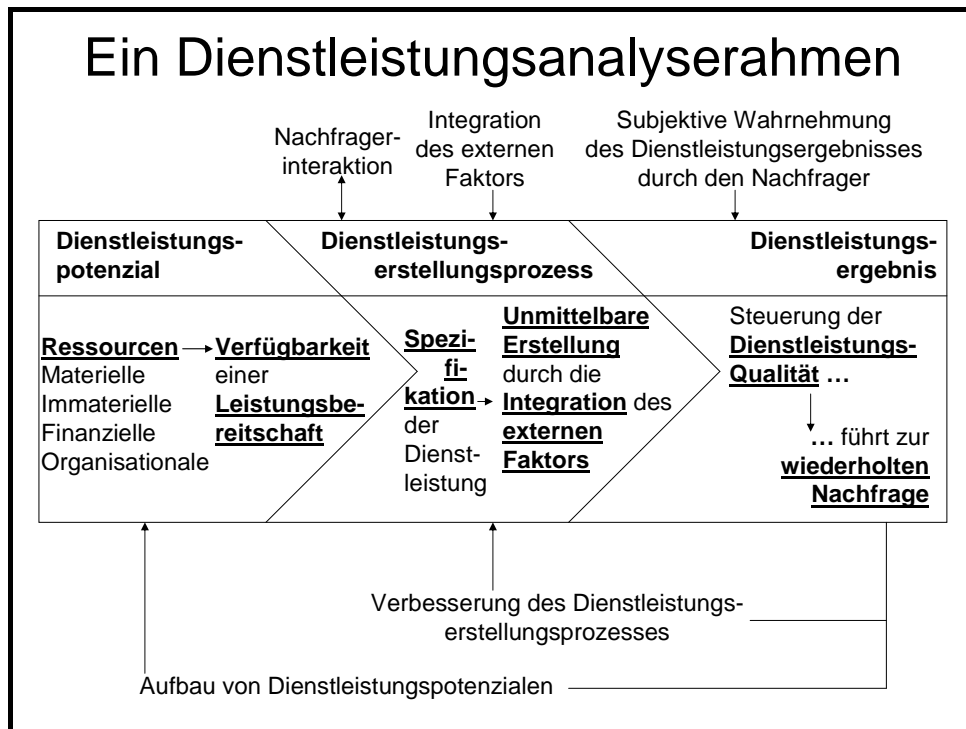 Ein Dienstleistungsanalyserahmen
Nachfrager-
interaktion
Integration
des externen
Faktors
Subjektive Wahrnehmung
des Dienstleistungsergebnisses
durch den Nachfrager
Dienstleistungs-
potenzial
Dienstleistungs-
erstellungsprozess
Dienstleistungs-
ergebnis
Ressourcen
Materielle
Immaterielle
Finanzielle
Organisationale
Verfügbarkeit
einer
Leistungsbe-
reitschaft
Spezi-
fi-
kation
der
Dienst-
leistung
Unmittelbare
Erstellung
durch die
Integration des
externen
Faktors
Steuerung der
Dienstleistungs-
Qualität ...
... führt zur
wiederholten
Nachfrage
Verbesserung des Dienstleistungs-
erstellungsprozesses
Aufbau von Dienstleistungspotenzialen